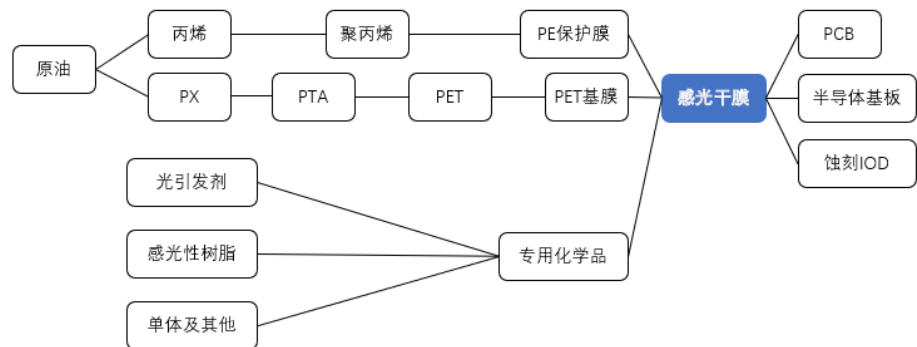 丙烯
聚丙烯
PE保护膜
PCB
原油
PX
PTA
PET
PET基膜
感光干膜
半导体基板
蚀刻IOD
光引发剂
感光性树脂
专用化学品
单体及其他